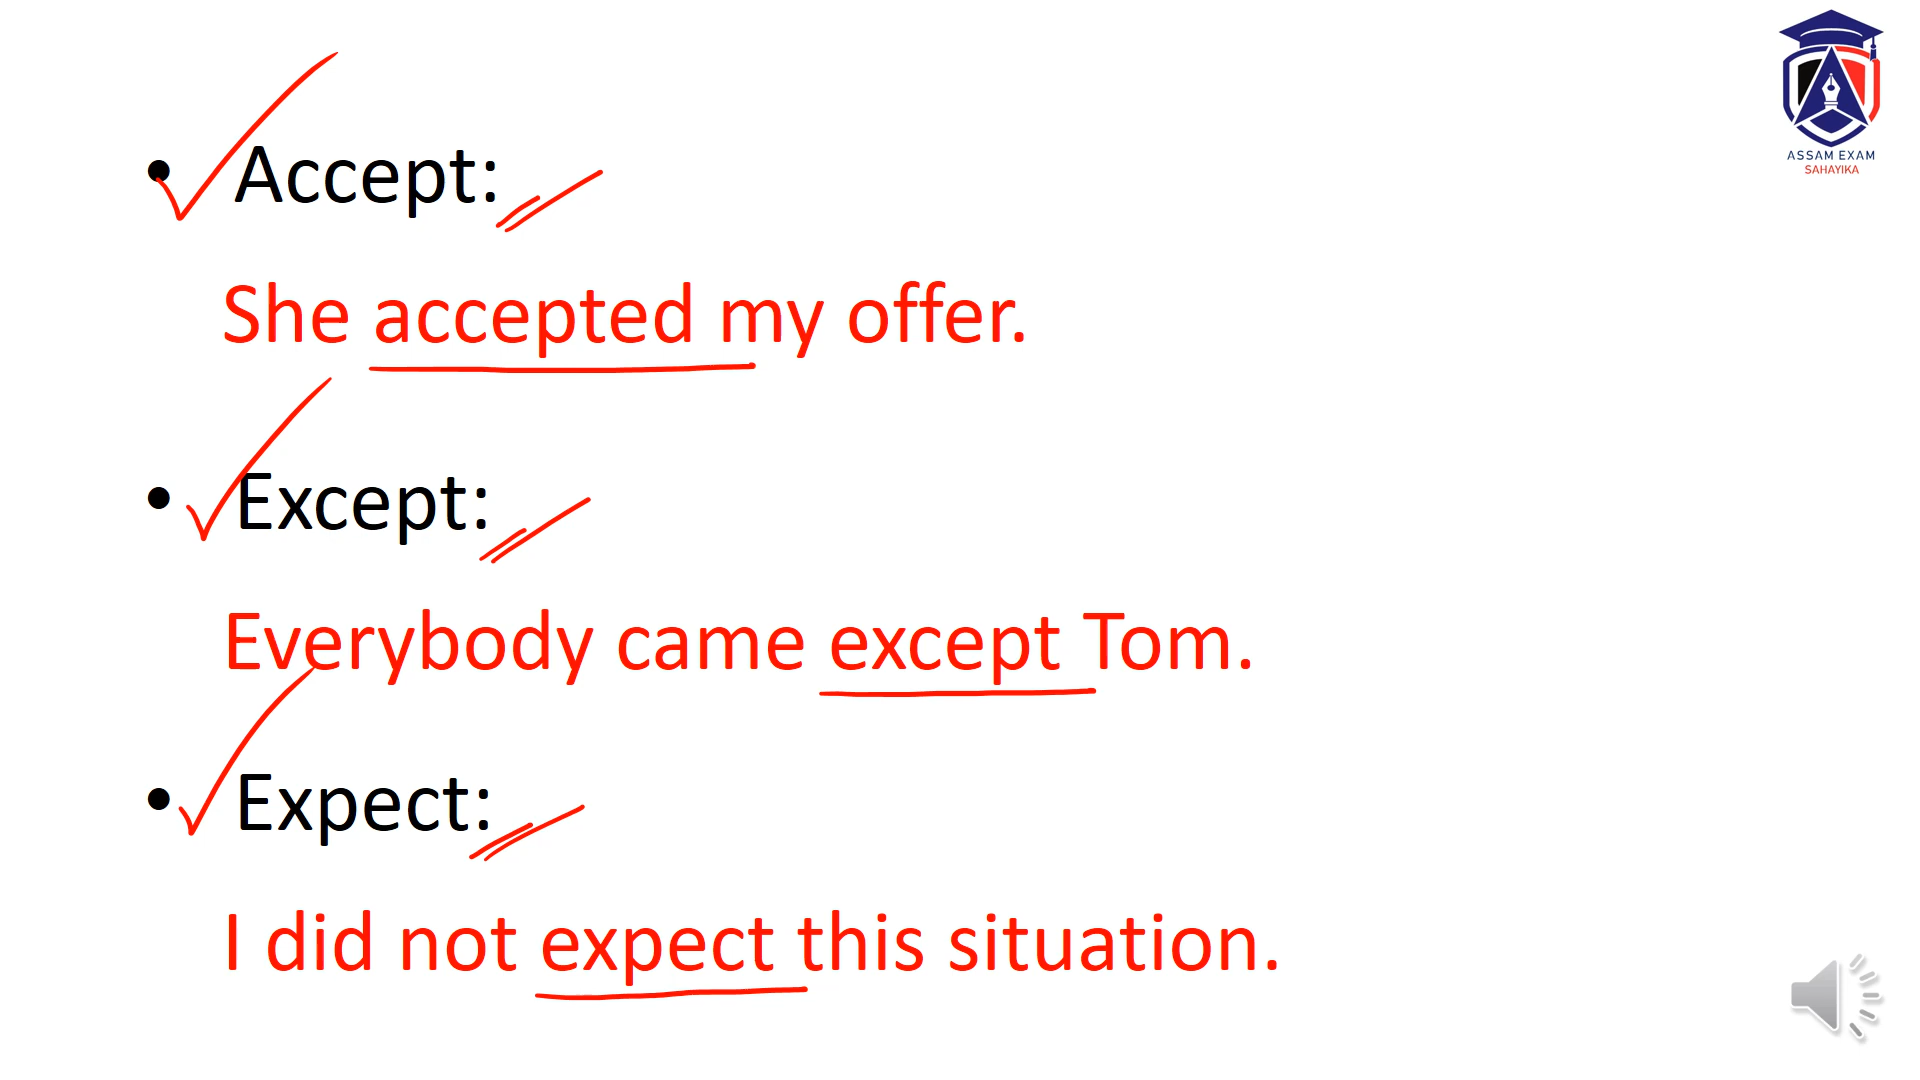 ASSAM EXAM
SAHAYIKA
• Accept:
She accepted my offer.
• Except:
Everybody came except Tom.
• Expect:
I did not expect this situation.